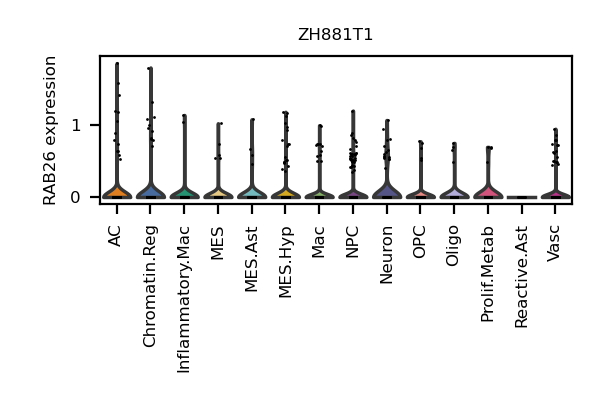 ZH881T1
RAB26 expression
1
0
AC
Chromatin.Reg
Inflammatory.Mac
MES
MES.Ast
MES.Hyp
Mac
NPC
Neuron
OPC
Oligo
Prolif.Metab
Reactive.Ast
Vasc